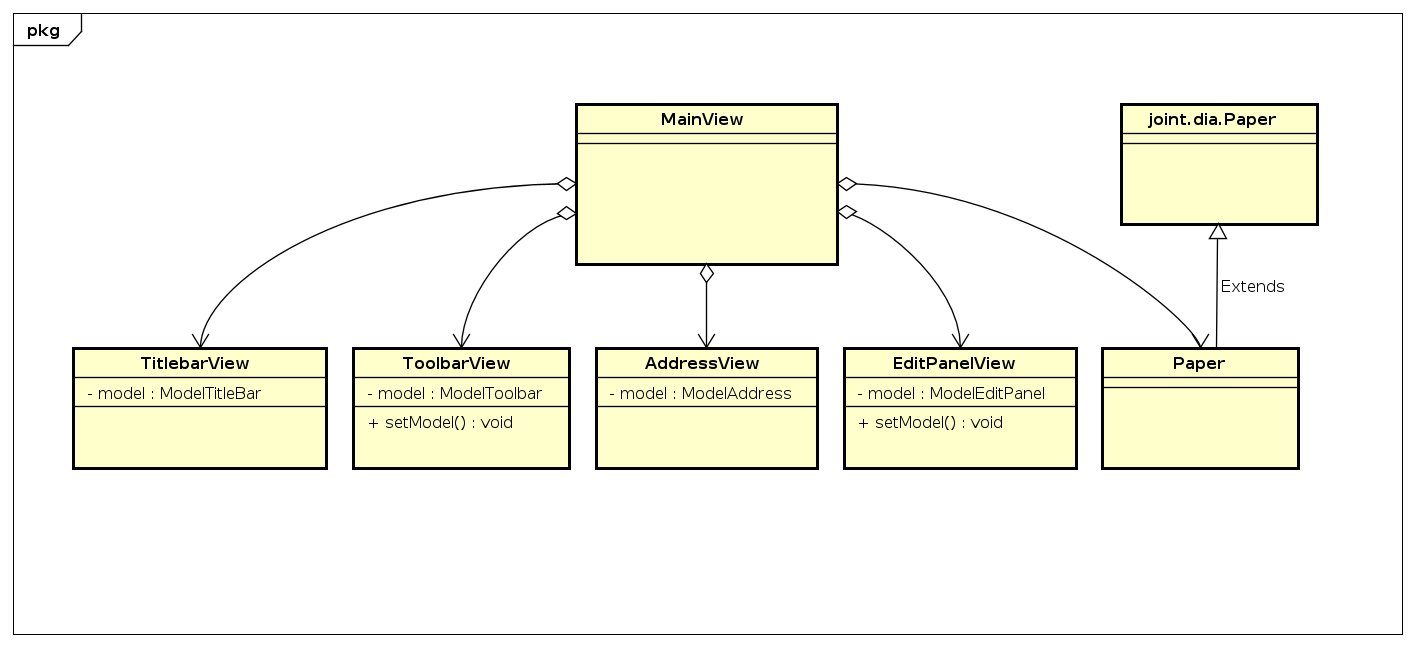 pkg
MainView
joint.dia.Paper
Extends
TitlebarView
- model : ModelTitleBar
ToolbarView
- model : ModelToolbar
+ setModel() : void
AddressView
- model : ModelAddress
EditPanelView
- model : ModelEditPanel
+ setModel() : void
Paper